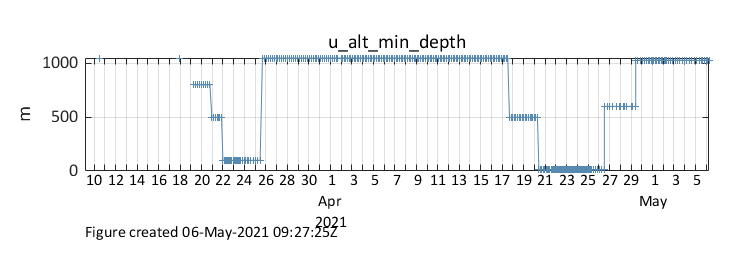 u_alt_min_depth
1000
500
0
m
10 12 14 16 18 20 22 24 26 28 30 1 3 5 7 9 11 13 15 17 19 21 23 25 27 29 1 3 5
Apr May
2021
Figure created 06-May-2021 09:27:25Z